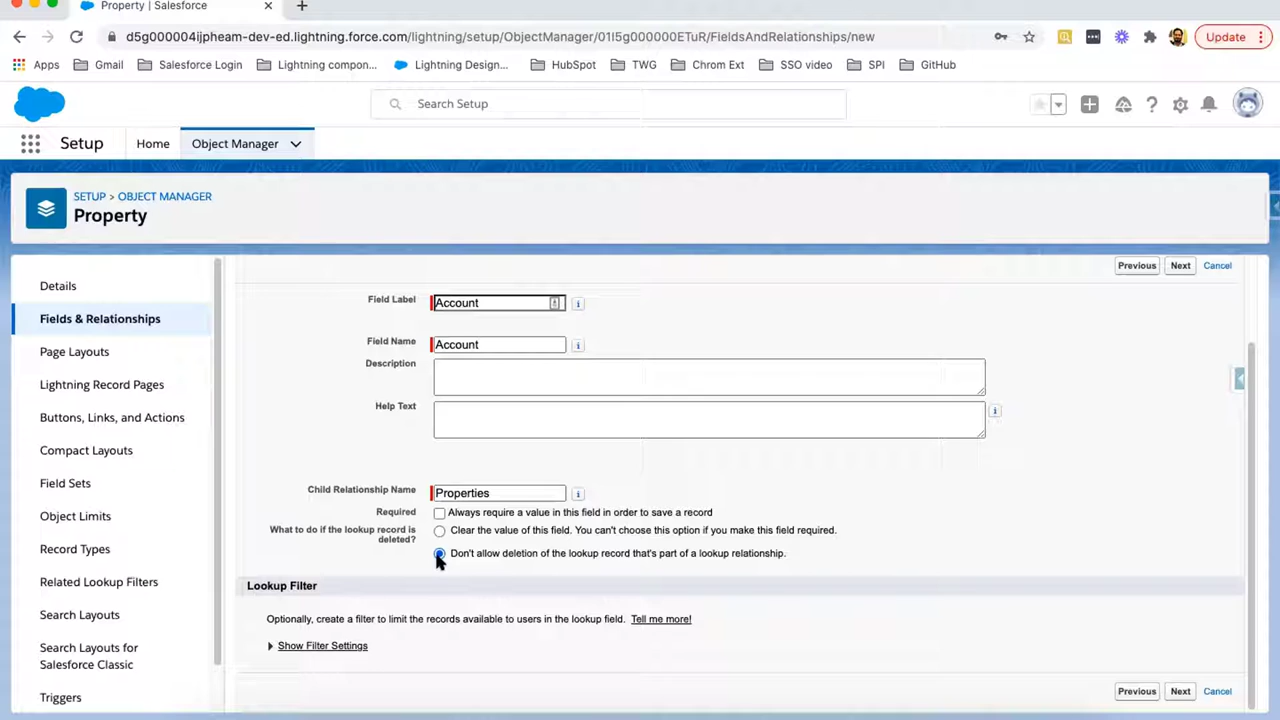 Property | Salesforce
d5g000004ijpheam-dev-ed.lightning.force.com/lightning/setup/ObjectManager/01I5g000000ETuR/FieldsAndRelationships/new
Update
Apps Gmail Salesforce Login Lightning compon... Lightning Design... HubSpot TWG Chrom Ext SSO video SPI GitHub
Search Setup
Setup Home Object Manager
SETUP > OBJECT MANAGER
Property
Details
Fields & Relationships
Page Layouts
Lightning Record Pages
Buttons, Links, and Actions
Compact Layouts
Field Sets
Object Limits
Record Types
Related Lookup Filters
Search Layouts
Search Layouts for
Salesforce Classic
Triggers
Previous Next Cancel
Field Label Account
Field Name Account
Description
Help Text
Child Relationship Name Properties
Required Always require a value in this field in order to save a record
What to do if the lookup record is
deleted?
Clear the value of this field. You can't choose this option if you make this field required.
Don't allow deletion of the lookup record that's part of a lookup relationship.
Lookup Filter
Optionally, create a filter to limit the records available to users in the lookup field. Tell me more!
Show Filter Settings
Previous Next Cancel